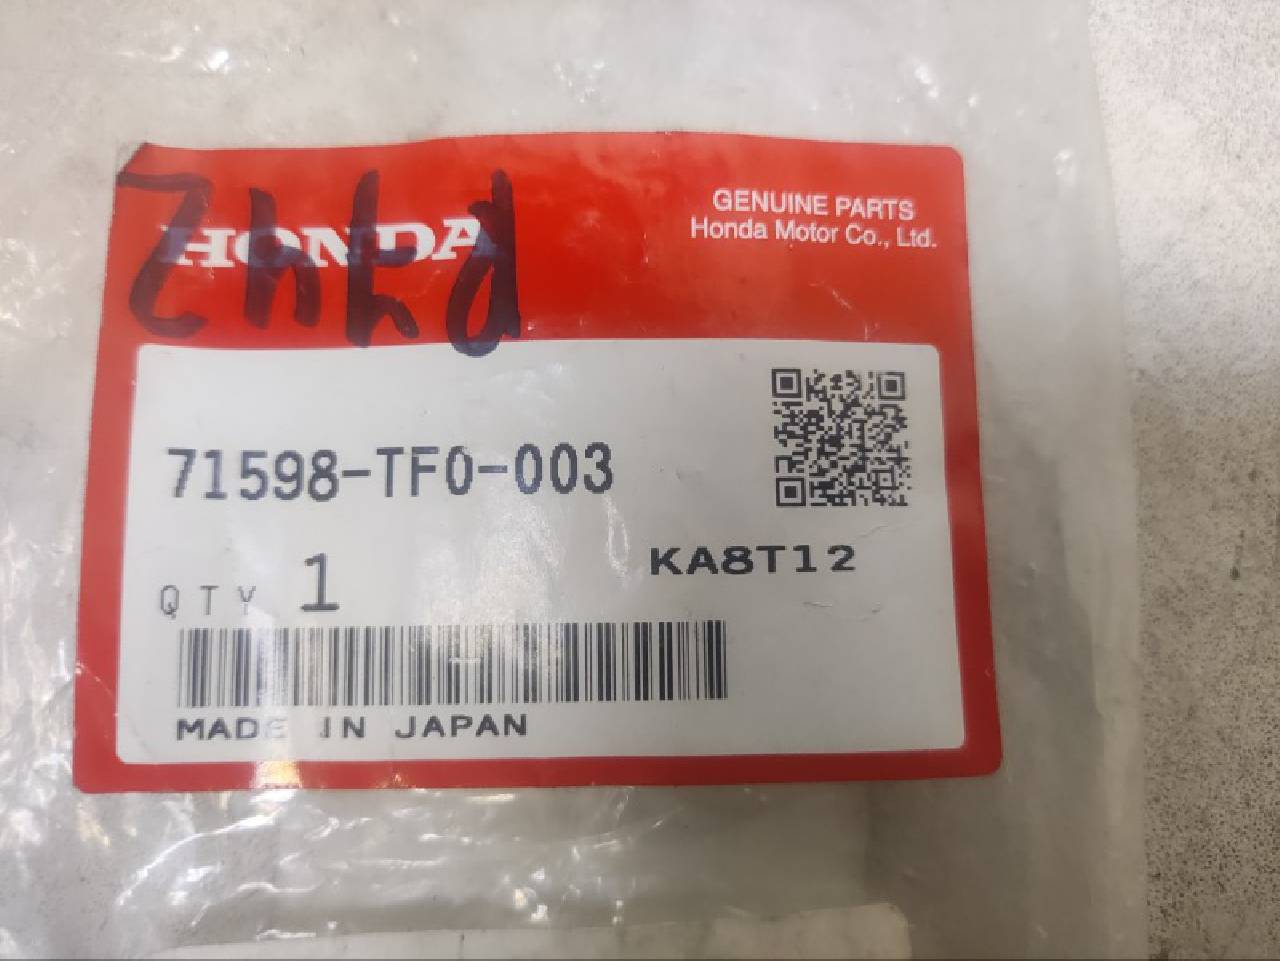 HONDA
GENUINE PARTS
Honda Motor Co., Ltd.
71598-TF0-003
KA8T12
QTY 1
MADE IN JAPAN